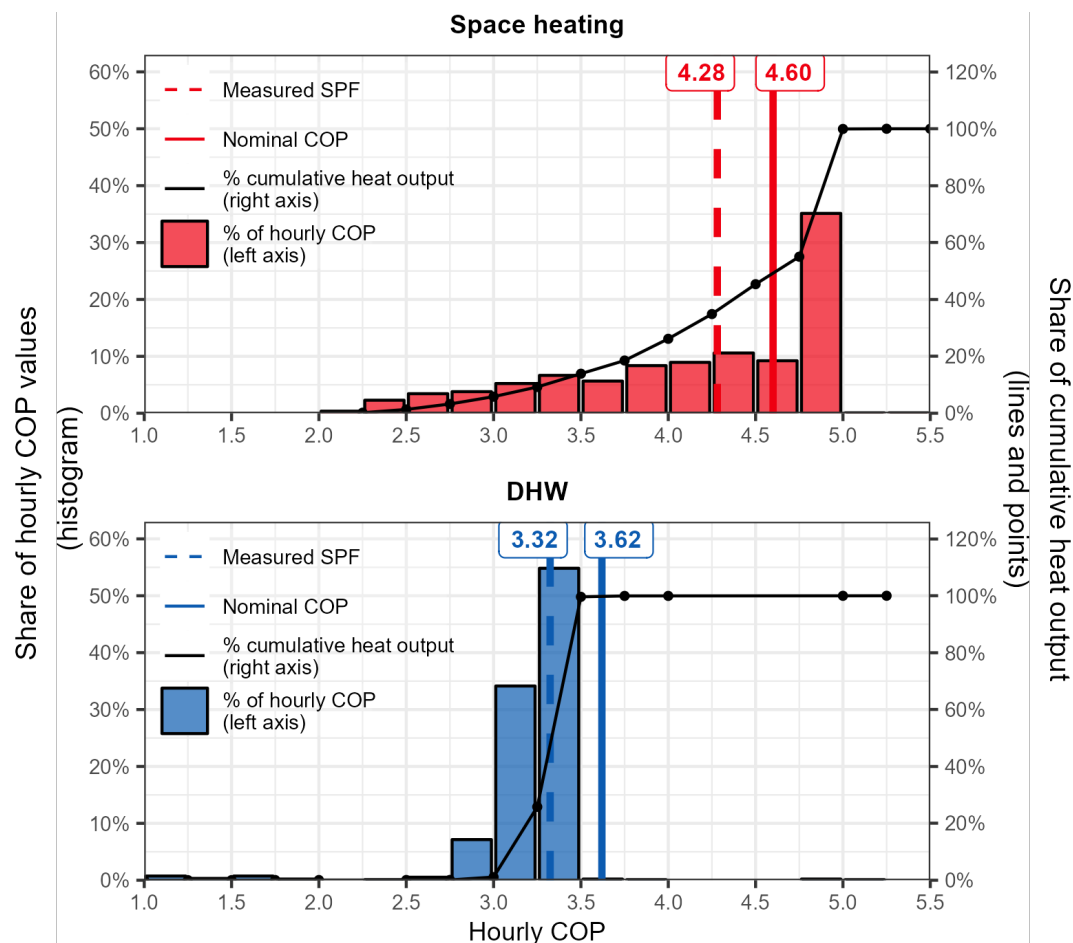 Space heating
60%
50%
40%
30%
20%
10%
0%
Measured SPF
Nominal COP
% cumulative heat output
(right axis)
% of hourly COP
(left axis)
4.28
4.60
120%
100%
80%
60%
40%
20%
0%
1.0 1.5 2.0 2.5 3.0 3.5 4.0 4.5 5.0 5.5
Share of hourly COP values
(histogram)
Share of cumulative heat output
(lines and points)
DHW
60%
50%
40%
30%
20%
10%
0%
Measured SPF
Nominal COP
% cumulative heat output
(right axis)
% of hourly COP
(left axis)
3.32
3.62
120%
100%
80%
60%
40%
20%
0%
1.0 1.5 2.0 2.5 3.0 3.5 4.0 4.5 5.0 5.5
Hourly COP